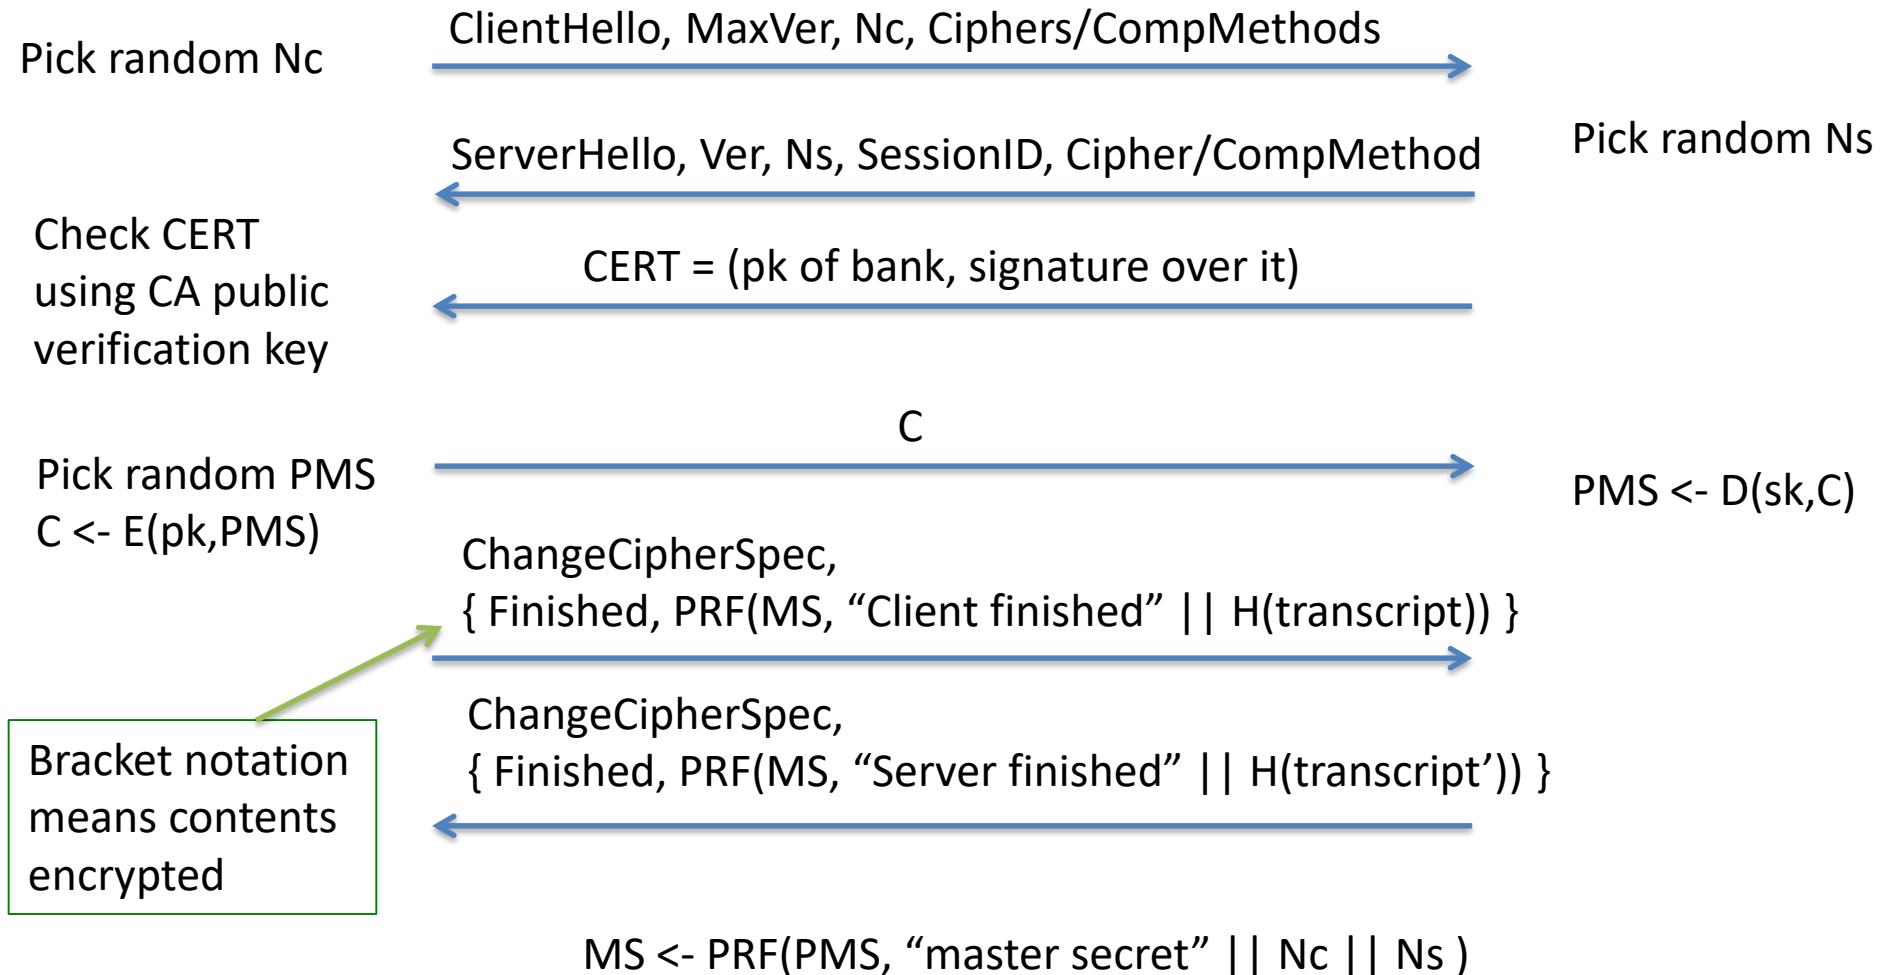 Pick random Nc
ClientHello, MaxVer, Nc, Ciphers/CompMethods
Pick random Ns
ServerHello, Ver, Ns, SessionID, Cipher/CompMethod
Check CERT
using CA public
verification key
CERT = (pk of bank, signature over it)
C
Pick random PMS
C <- E(pk,PMS)
PMS <- D(sk,C)
ChangeCipherSpec,
{ Finished, PRF(MS, “Client finished” || H(transcript)) }
ChangeCipherSpec,
{ Finished, PRF(MS, “Server finished” || H(transcript’)) }
Bracket notation
means contents
encrypted
MS <- PRF(PMS, “master secret” || Nc || Ns )